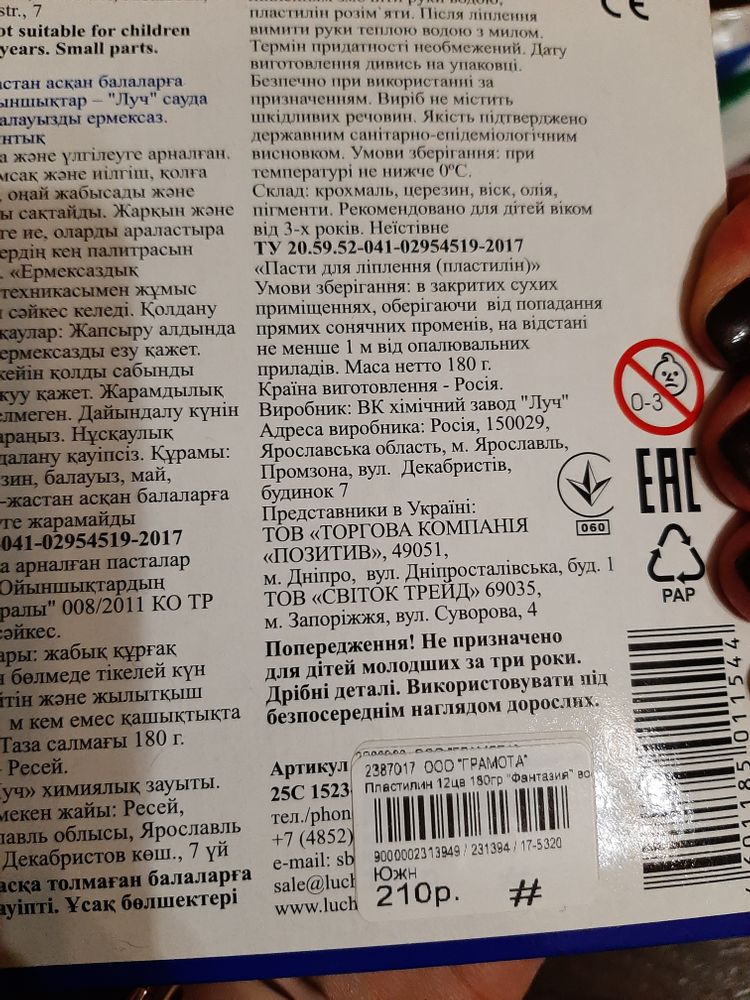 str., 7
ot suitable for children
years. Small parts.
астан асқан балаларға
ыншықтар – "Луч" сауда
алауызды ермексаз.
нтық
а және үлгілеуге арналған.
мсақ және иілгіш, қолға
, оңай жабысады және
ы сақтайды. Жарқын және
ге ие, оларды араластыра
ердің кең палитрасын
. «Ермексаздық
техникасымен жұмыс
н сәйкес келеді. Қолдану
қаулар: Жапсыру алдында
ермексазды езу қажет.
кейін қолды сабынды
жуу қажет. Жарамдылық
елмеген. Дайындалу күнін
араңыз. Нұсқаулық
далану қауіпсіз. Құрамы:
зин, балауыз, май,
-жастан асқан балаларға
уге жарамайды
041-02954519-2017
а арналған пасталар
Ойыншықтардың
ралы" 008/2011 КО ТР
сәйкес.
ары: жабық құрғақ
н бөлмеде тікелей күн
йтін және жылытқыш
м кем емес қашықтықта
Таза салмағы 180 г.
– Ресей.
Луч» химиялық зауыты.
мекен жайы: Ресей,
лавль облысы, Ярославль
Декабристов көш., 7 үй
асқа толмаған балаларға
ауіпті. Ұсақ бөлшектері
пластилін розім`яти. Після ліплення
вимити руки теплою водою з милом.
Термін придатності необмежений. Дату
виготовлення дивись на упаковці.
Безпечно при використанні за
призначенням. Виріб не містить
шкідливих речовин. Якість підтверджено
державним санітарно-епідеміологічним
висновком. Умови зберігання: при
температурі не нижче 0ºС.
Склад: крохмаль, церезин, віск, олія,
пігменти. Рекомендовано для дітей віком
від 3-х років. Неїстівне
ТУ 20.59.52-041-02954519-2017
«Пасти для ліплення (пластилін)»
Умови зберігання: в закритих сухих
приміщеннях, оберігаючи від попадання
прямих сонячних променів, на відстані
не менше 1 м від опалювальних
приладів. Маса нетто 180 г.
Країна виготовлення - Росія.
Виробник: ВК хімічний завод "Луч"
Адреса виробника: Росія, 150029,
Ярославська область, м. Ярославль,
Промзона, вул. Декабристів,
будинок 7
Представники в Україні:
ТОВ «ТОРГОВА КОМПАНІЯ
«ПОЗИТИВ», 49051,
м. Дніпро, вул. Дніпросталівська, буд. 1
ТОВ «СВІТОК ТРЕЙД» 69035,
м. Запоріжжя, вул. Суворова, 4
Попередження! Не призначено
для дітей молодших за три роки.
Дрібні деталі. Використовувати під
безпосереднім наглядом дорослих.
Артикул
25С 1523-
тел./phon
+7 (4852)
e-mail: sb
sale@luch
www.luch
2387017 ООО "ГРАМОТА"
Пластилин 12цв 180гр "Фантазия" во
9000002313949 / 231394 / 17-5320
Южн
210р. #
CE
0-3
060
EAC
PAP